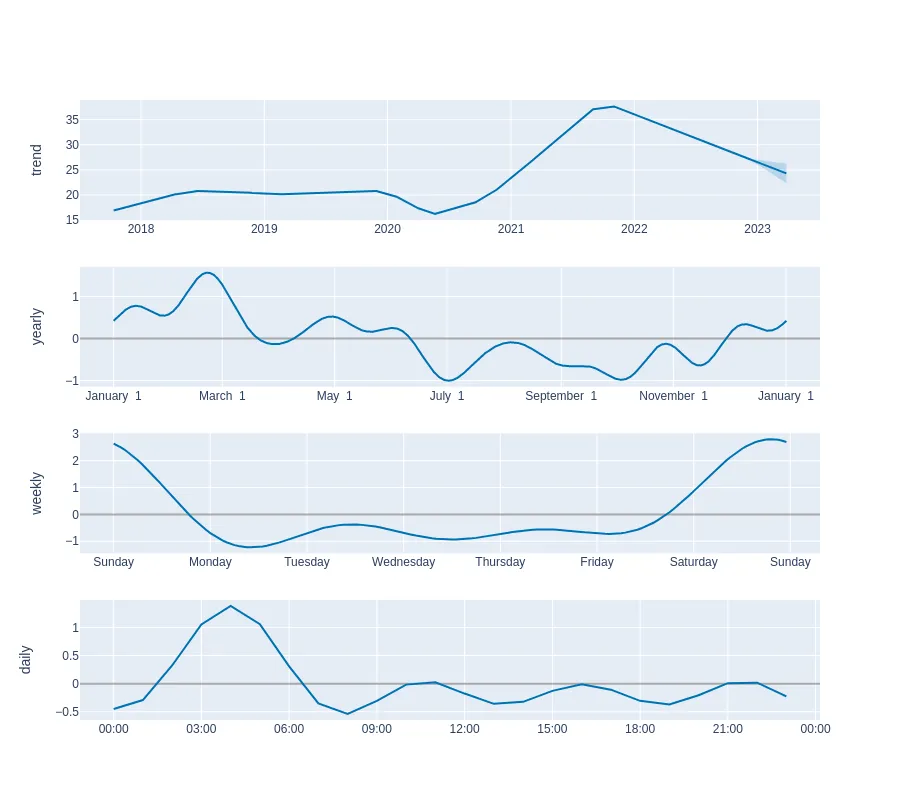 trend
35
30
25
20
15
2018 2019 2020 2021 2022 2023
yearly
1
0
−1
January 1 March 1 May 1 July 1 September 1 November 1 January 1
weekly
3
2
1
0
−1
Sunday Monday Tuesday Wednesday Thursday Friday Saturday Sunday
daily
1
0.5
0
−0.5
00:00 03:00 06:00 09:00 12:00 15:00 18:00 21:00 00:00